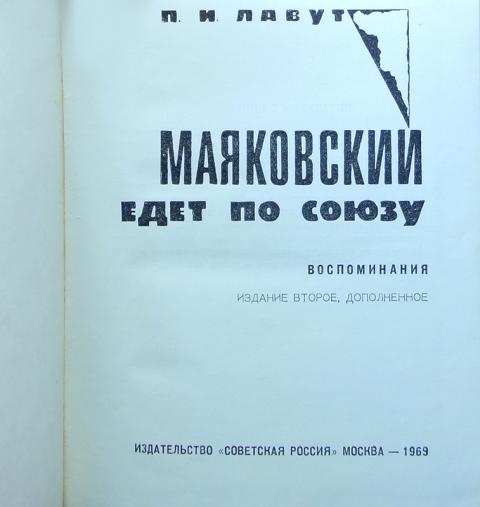 П. И. ЛАВУТ
МАЯКОВСКИЙ
ЕДЕТ ПО СОЮЗУ
ВОСПОМИНАНИЯ
ИЗДАНИЕ ВТОРОЕ, ДОПОЛНЕННОЕ
ИЗДАТЕЛЬСТВО «СОВЕТСКАЯ РОССИЯ» МОСКВА — 1969